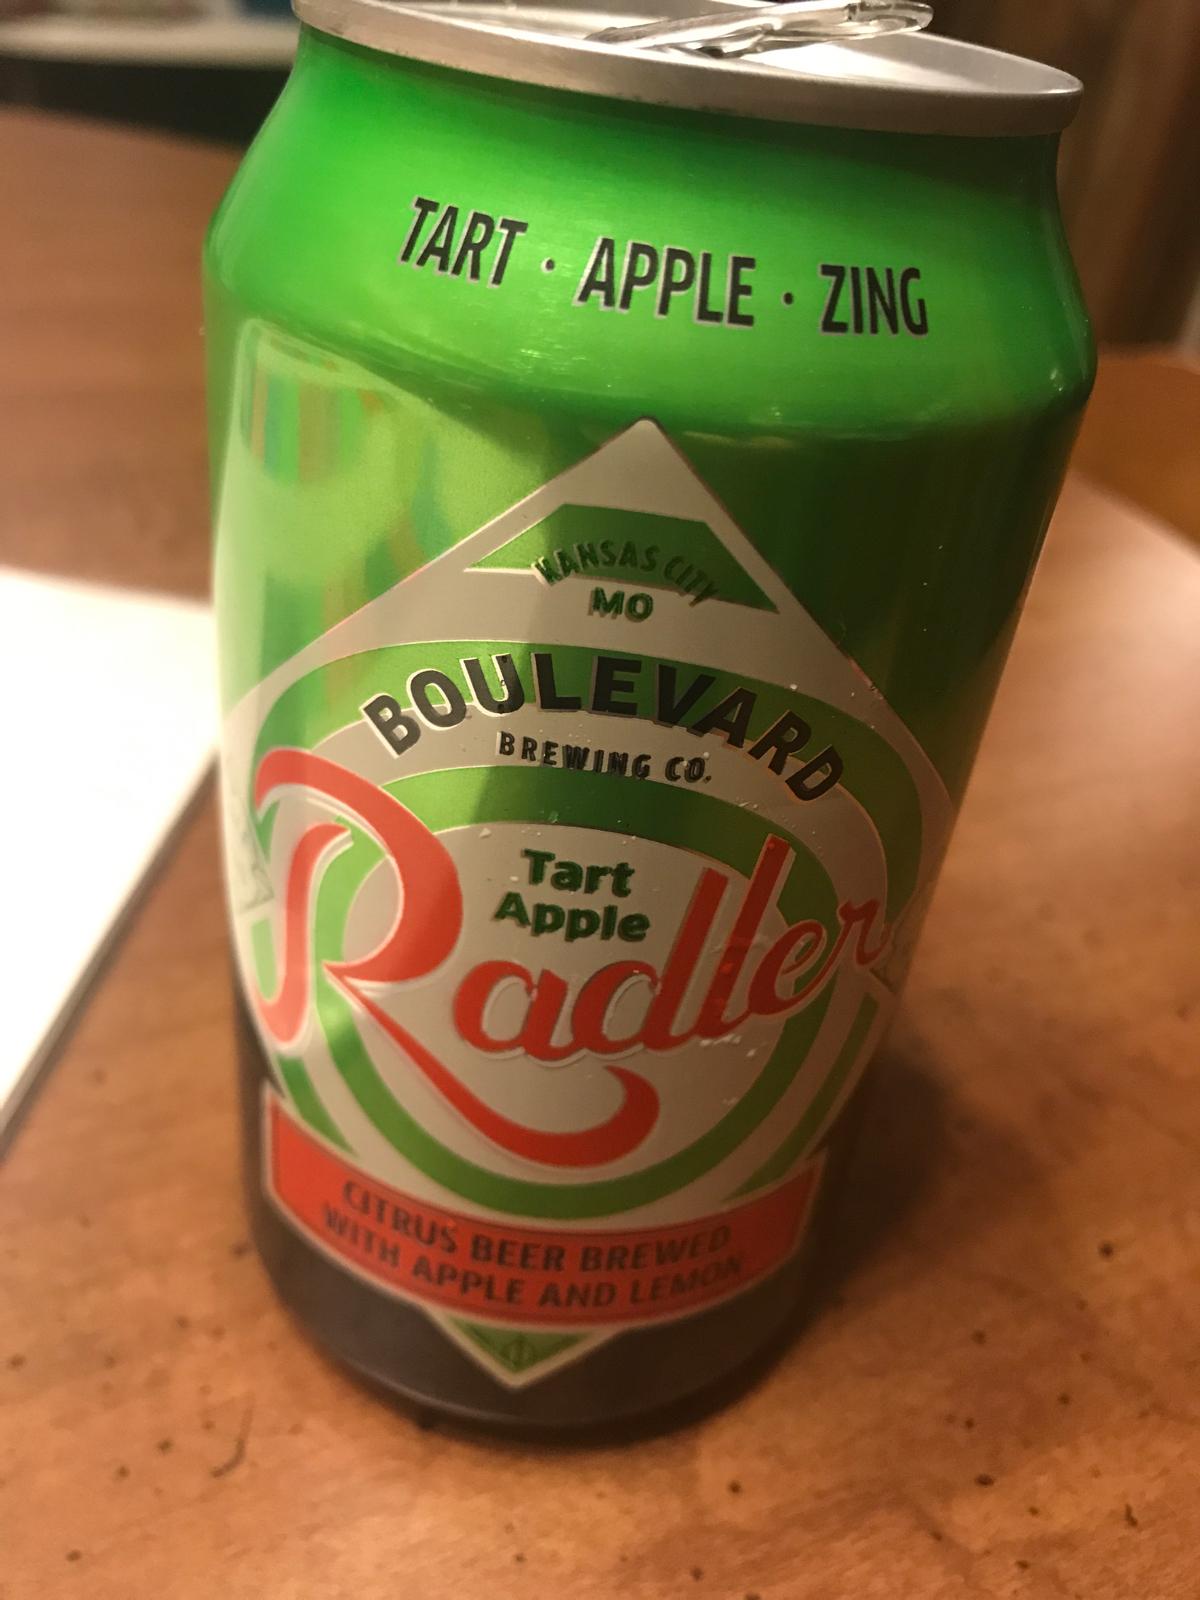 TART · APPLE · ZING
KANSAS CITY
MO
BOULEVARD
BREWING CO.
Tart
Apple
Radler
CITRUS BEER BREWED
WITH APPLE AND LEMON